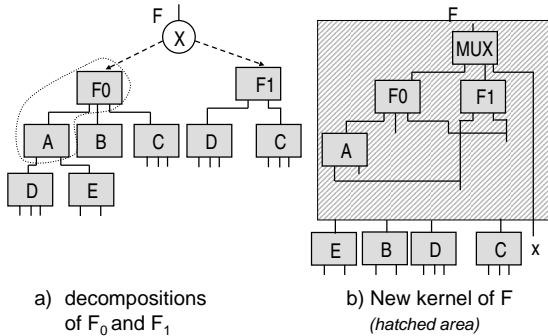 F
X
F0
F1
A
B
C
D
C
D
E
a) decompositions
of F0 and F1
F
MUX
F0
F1
A
E
B
D
C
x
b) New kernel of F
(hatched area)